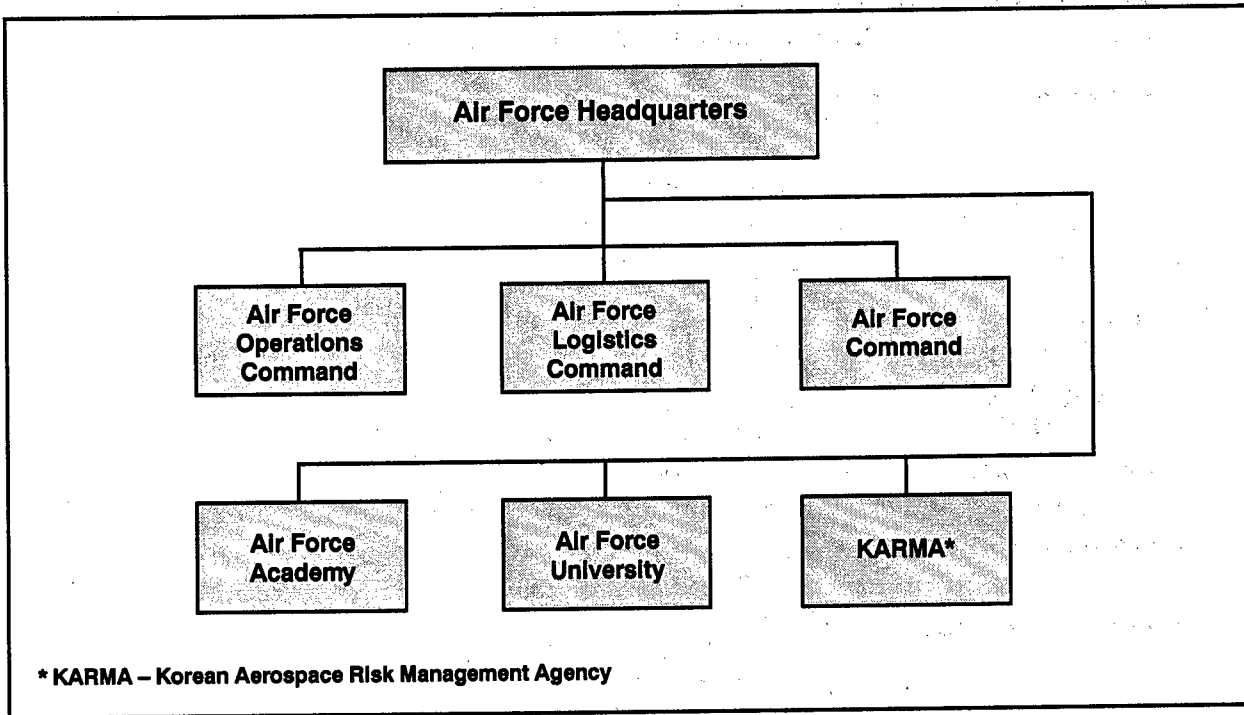 Air Force Headquarters
Air Force
Operations
Command
Air Force
Logistics
Command
Air Force
Command
Air Force
Academy
Air Force
University
KARMA*
* KARMA – Korean Aerospace Risk Management Agency